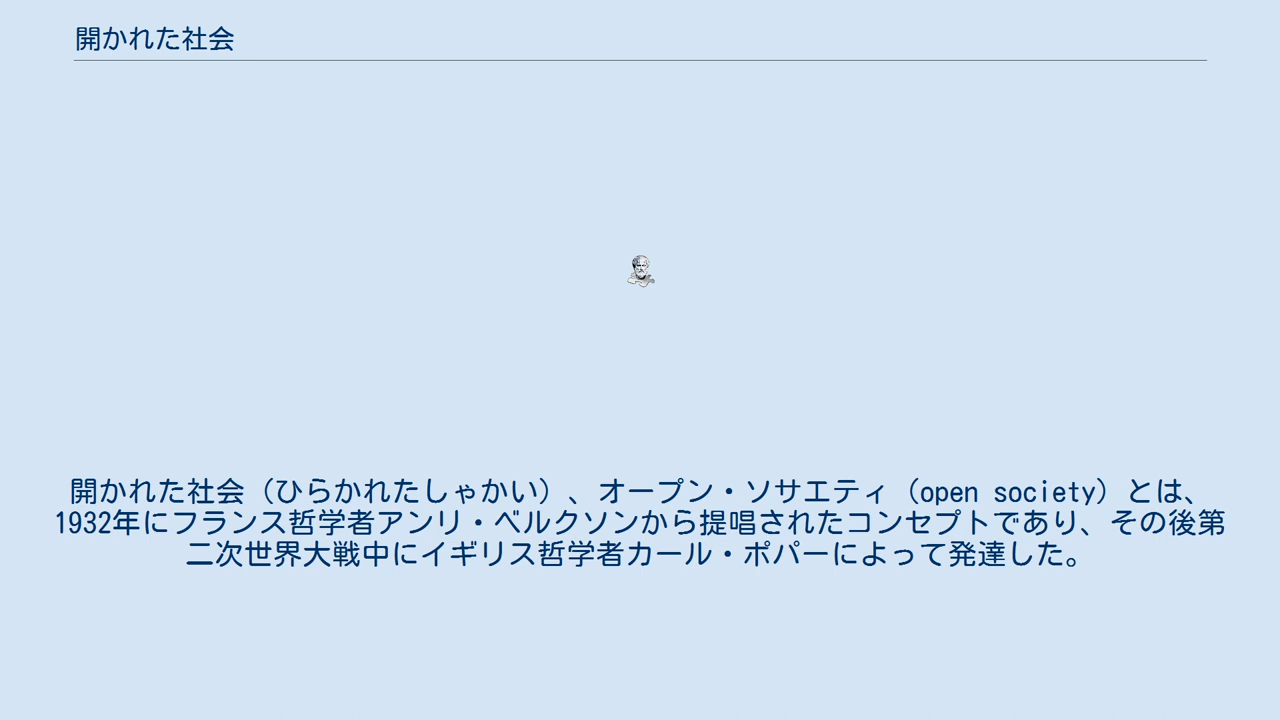 開かれた社会
開かれた社会（ひらかれたしゃかい）、オープン・ソサエティ（open society）とは、
1932年にフランス哲学者アンリ・ベルクソンから提唱されたコンセプトであり、その後第
二次世界大戦中にイギリス哲学者カール・ポパーによって発達した。